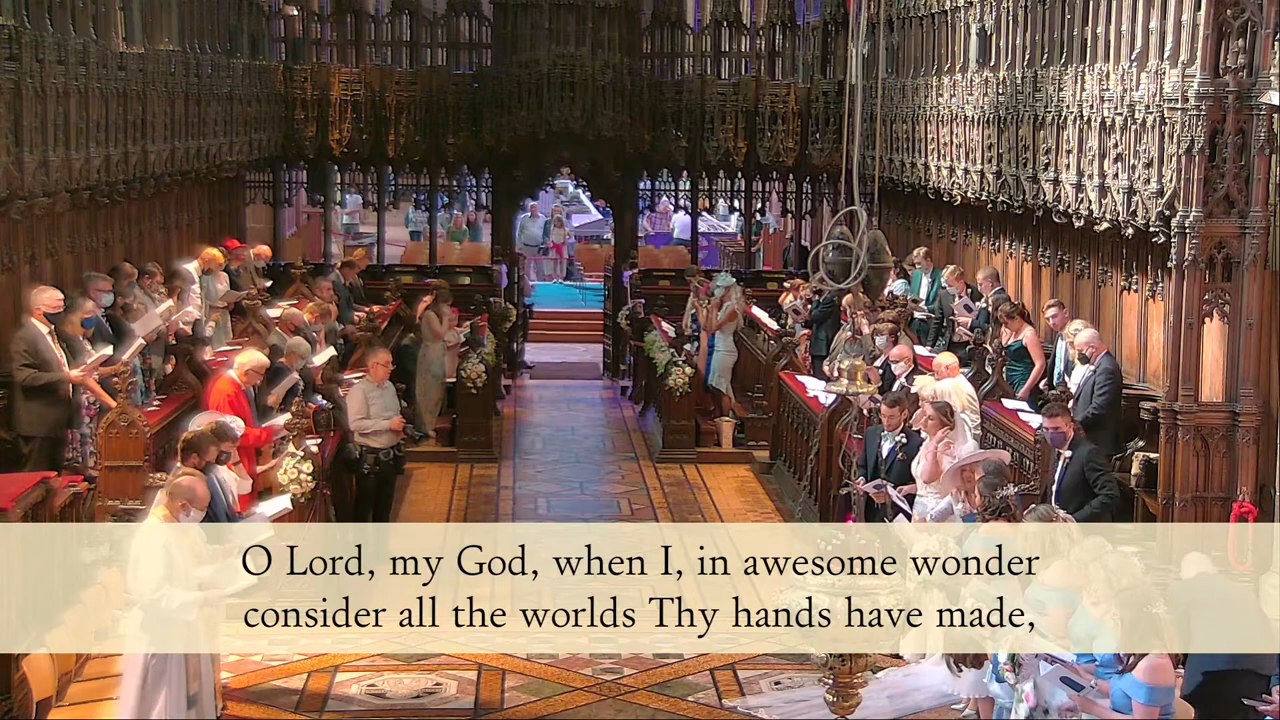 O Lord, my God, when I, in awesome wonder
consider all the worlds Thy hands have made,